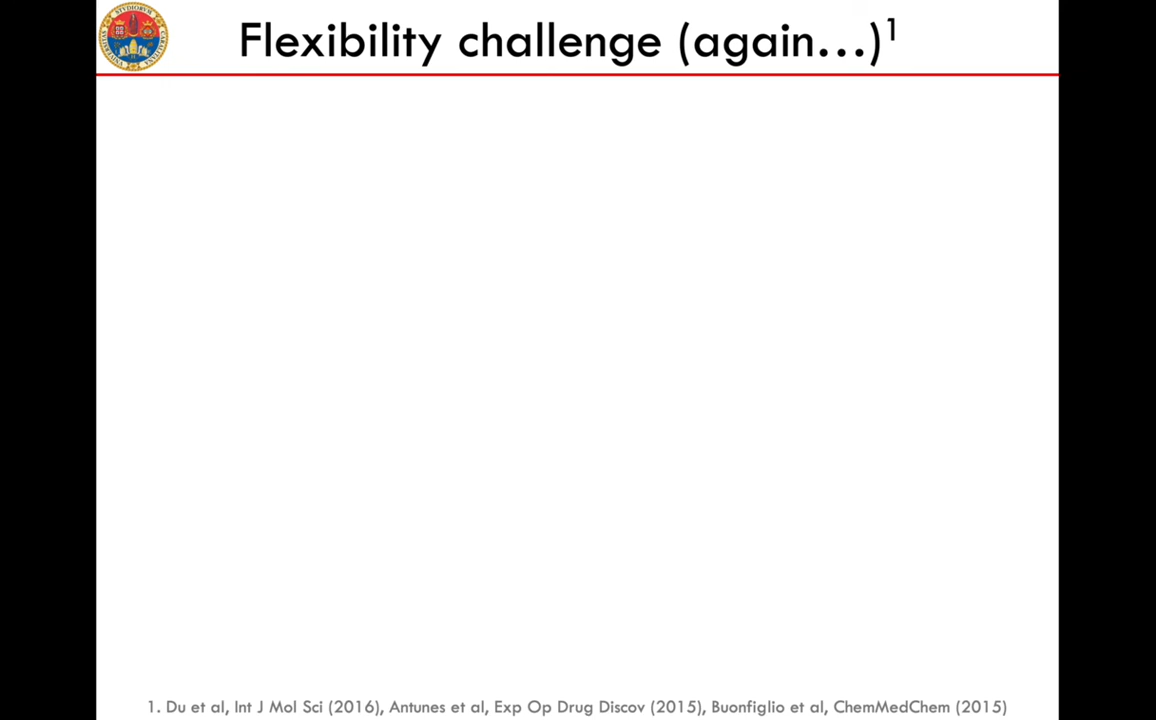 Flexibility challenge (again…)¹
1. Du et al, Int J Mol Sci (2016), Antunes et al, Exp Op Drug Discov (2015), Buonfiglio et al, ChemMedChem (2015)